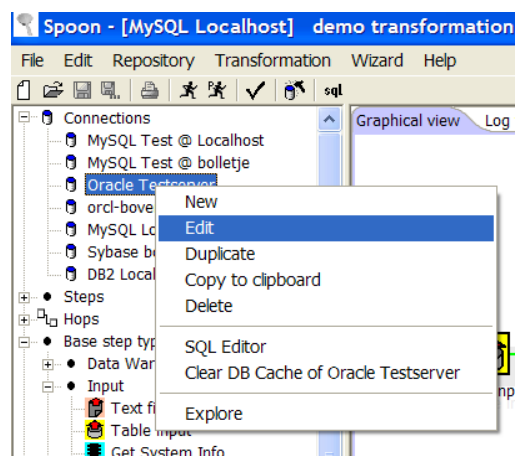 Spoon - [MySQL Localhost] demo transformation
File Edit Repository Transformation Wizard Help
sql
Connections
MySQL Test @ Localhost
MySQL Test @ bolletje
Oracle Testserver
orcl-bove
MySQL Lo
Sybase b
DB2 Local
Steps
Hops
Base step typ
Data War
Input
Text fi
Table Input
Get System Info
Graphical view Log
New
Edit
Duplicate
Copy to clipboard
Delete
SQL Editor
Clear DB Cache of Oracle Testserver
Explore